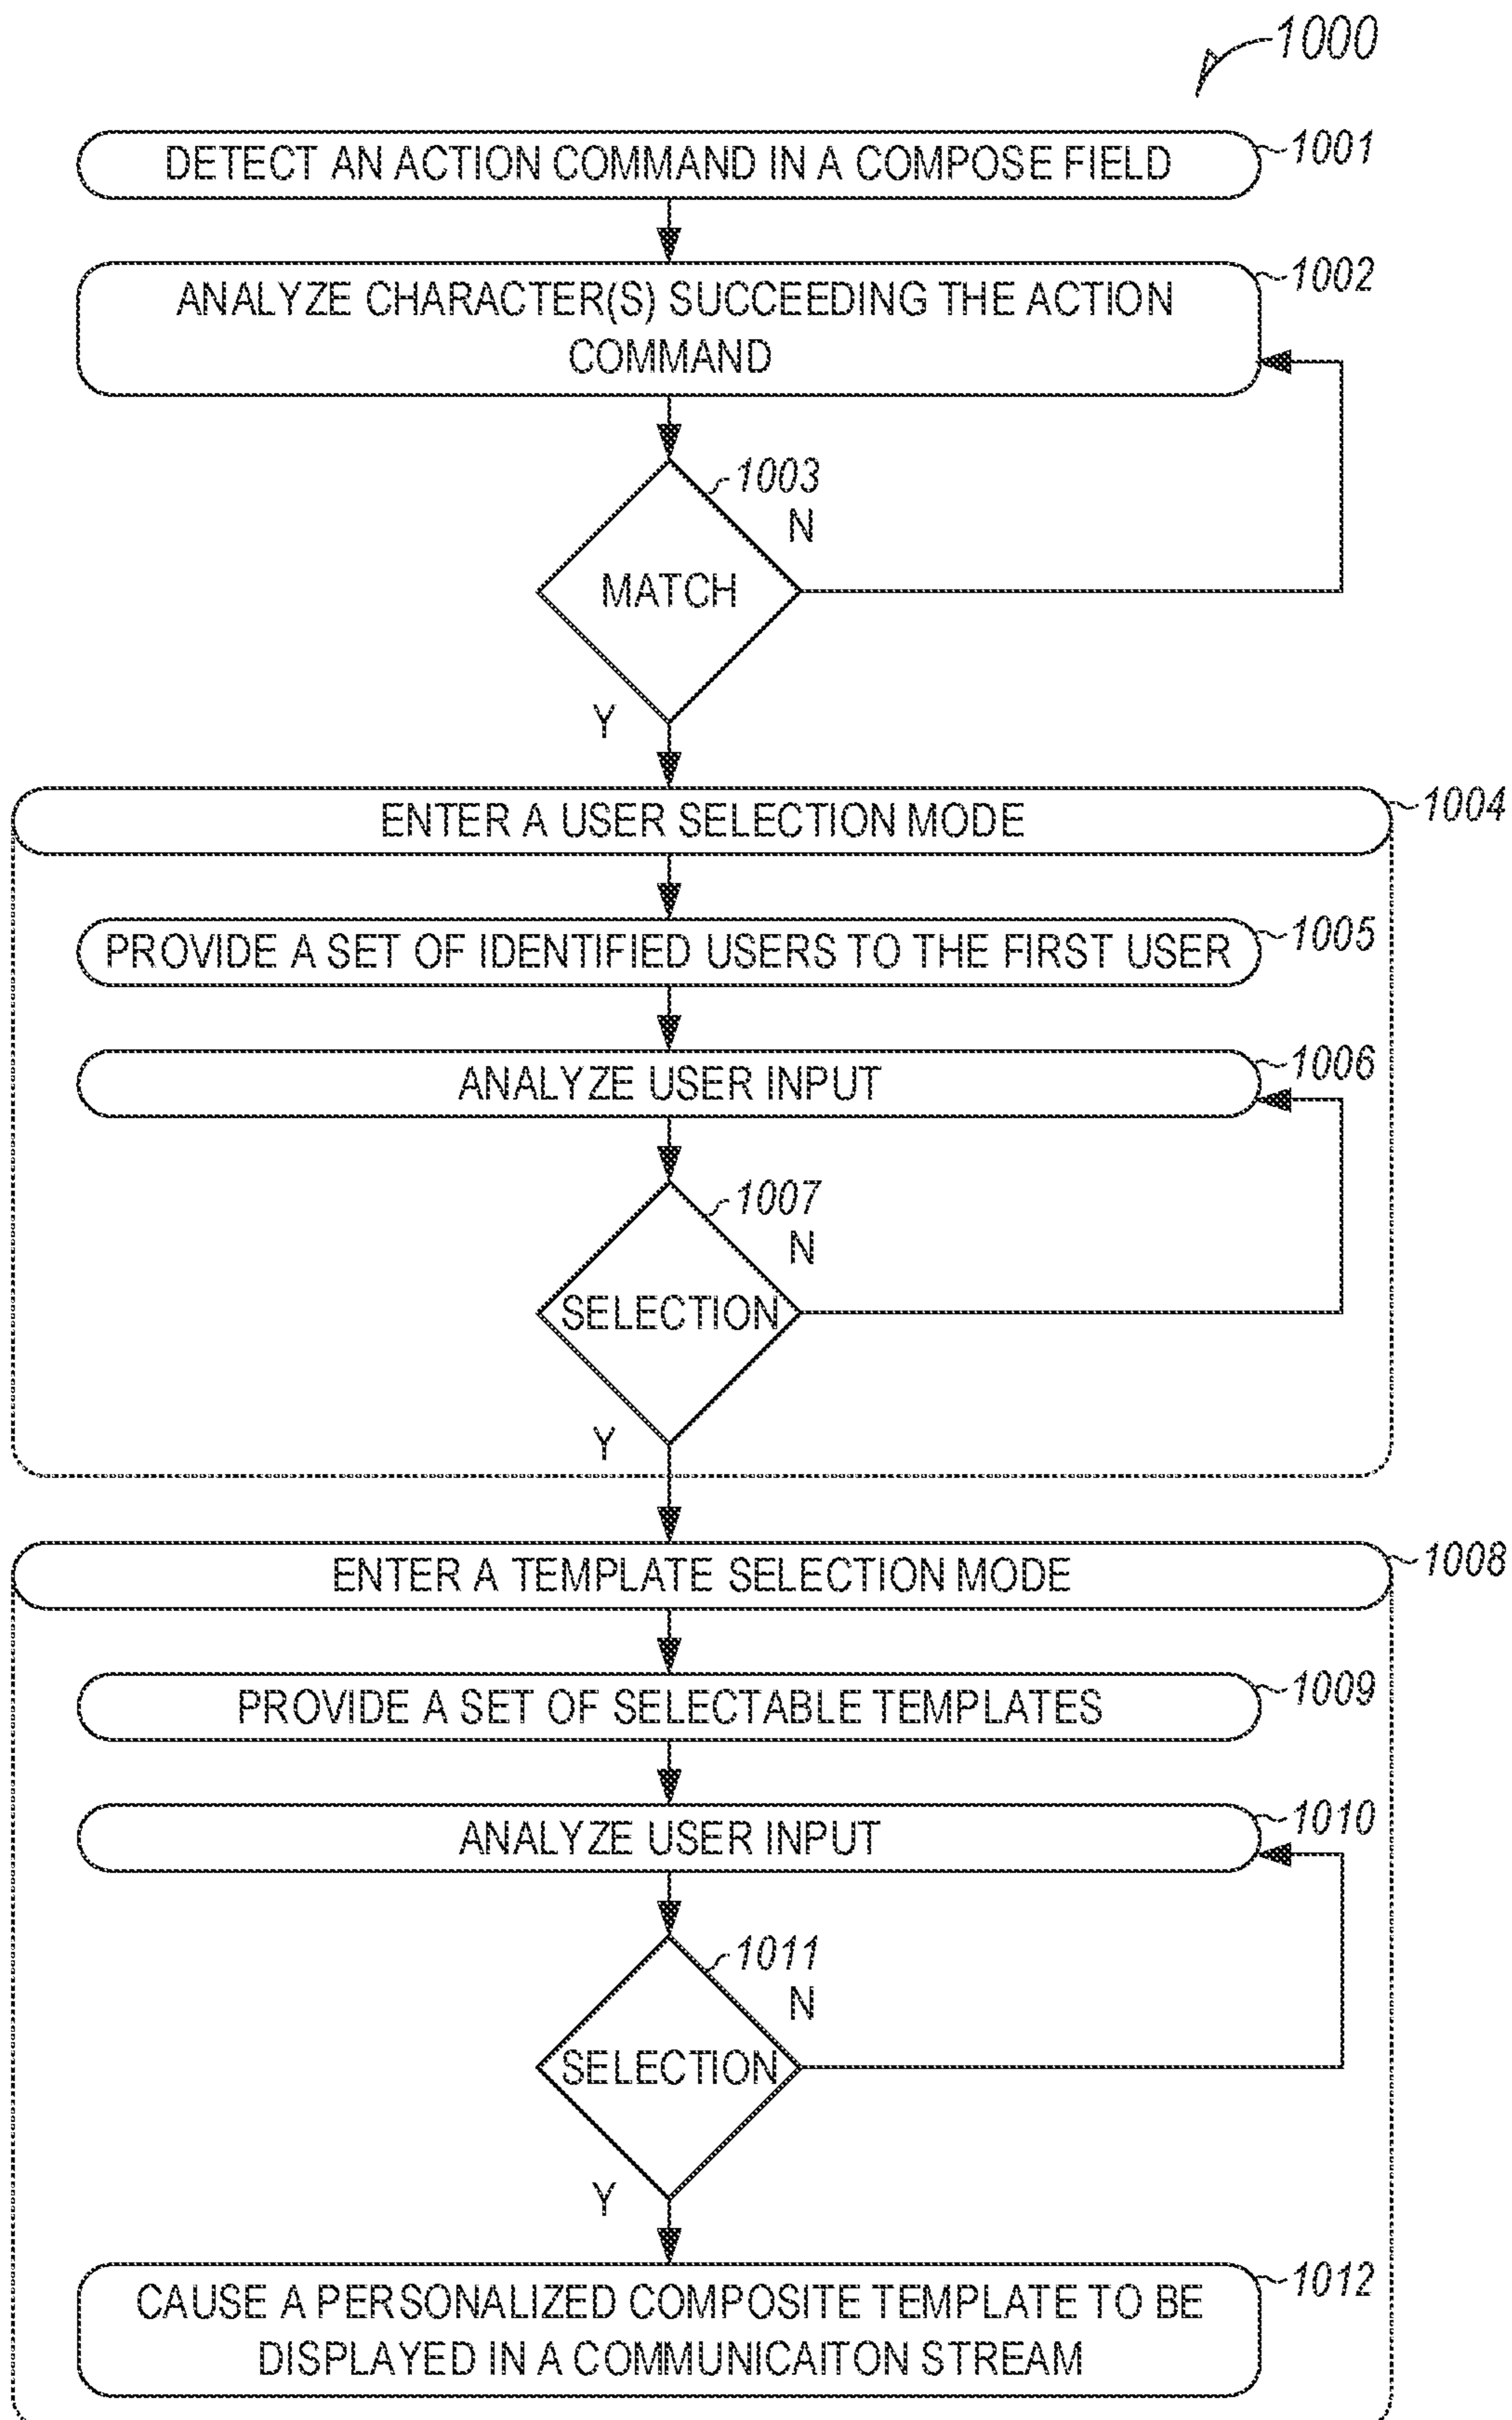 1000
DETECT AN ACTION COMMAND IN A COMPOSE FIELD
1001
ANALYZE CHARACTER(S) SUCCEEDING THE ACTION
COMMAND
1002
1003
N
MATCH
Y
ENTER A USER SELECTION MODE
1004
PROVIDE A SET OF IDENTIFIED USERS TO THE FIRST USER
1005
ANALYZE USER INPUT
1006
1007
N
SELECTION
Y
ENTER A TEMPLATE SELECTION MODE
1008
PROVIDE A SET OF SELECTABLE TEMPLATES
1009
ANALYZE USER INPUT
1010
1011
N
SELECTION
Y
CAUSE A PERSONALIZED COMPOSITE TEMPLATE TO BE
DISPLAYED IN A COMMUNICAITON STREAM
1012